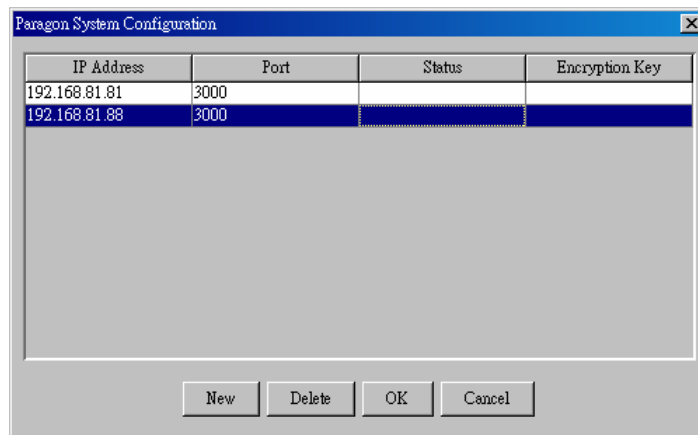 Paragon System Configuration
IP Address Port Status Encryption Key
192.168.81.81 3000
192.168.81.88 3000
New Delete OK Cancel